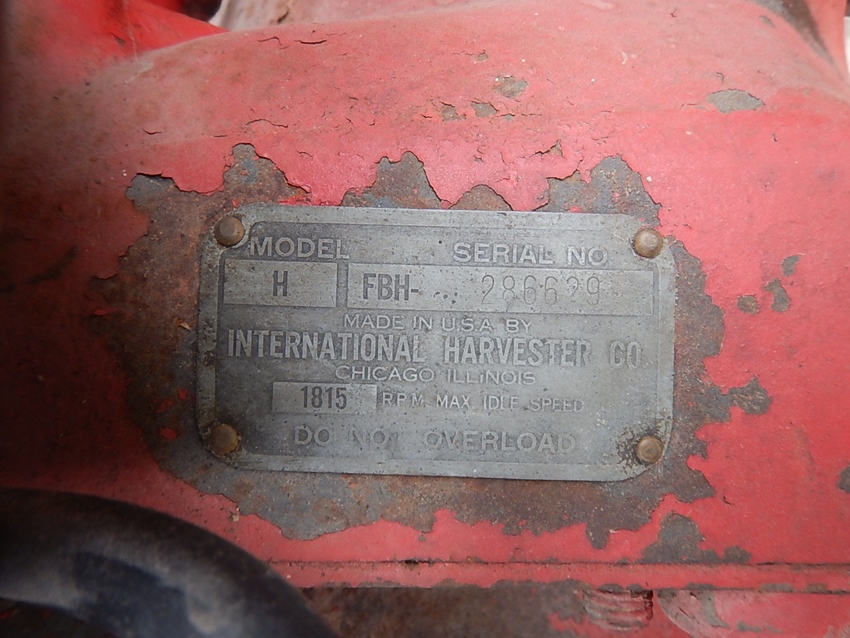 MODEL SERIAL NO
H FBH- 286629
MADE IN U.S.A. BY
INTERNATIONAL HARVESTER CO.
CHICAGO ILLINOIS
1815 R.P.M. MAX. IDLE SPEED
DO NOT OVERLOAD